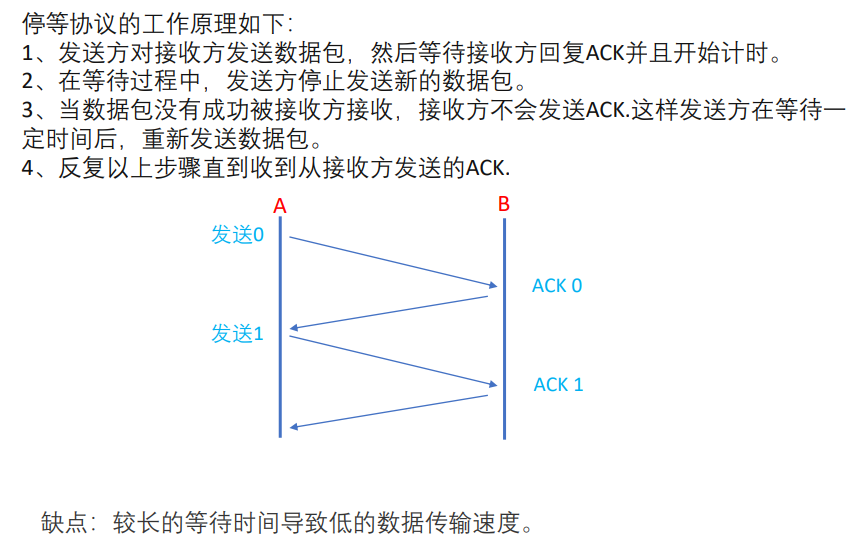 停等协议的工作原理如下：
1、发送方对接收方发送数据包，然后等待接收方回复ACK并且开始计时。
2、在等待过程中，发送方停止发送新的数据包。
3、当数据包没有成功被接收方接收，接收方不会发送ACK.这样发送方在等待一
定时间后，重新发送数据包。
4、反复以上步骤直到收到从接收方发送的ACK.
A
B
发送0
ACK 0
发送1
ACK 1
缺点：较长的等待时间导致低的数据传输速度。